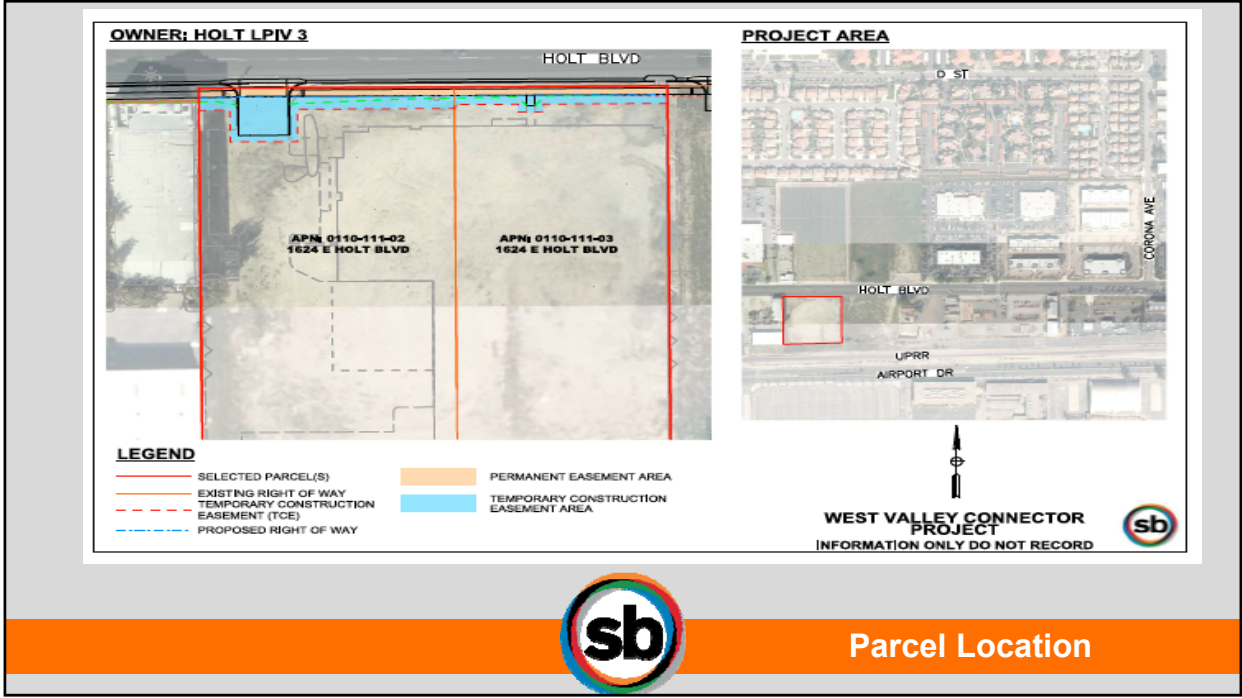 OWNER: HOLT LPIV 3
HOLT BLVD
APN: 0110-111-02
1624 E HOLT BLVD
APN: 0110-111-03
1624 E HOLT BLVD
PROJECT AREA
D ST
CORONA AVE
HOLT BLVD
UPRR
AIRPORT DR
LEGEND
SELECTED PARCEL(S)
EXISTING RIGHT OF WAY
TEMPORARY CONSTRUCTION
EASEMENT (TCE)
PROPOSED RIGHT OF WAY
PERMANENT EASEMENT AREA
TEMPORARY CONSTRUCTION
EASEMENT AREA
WEST VALLEY CONNECTOR
PROJECT
INFORMATION ONLY DO NOT RECORD
sb
sb
Parcel Location